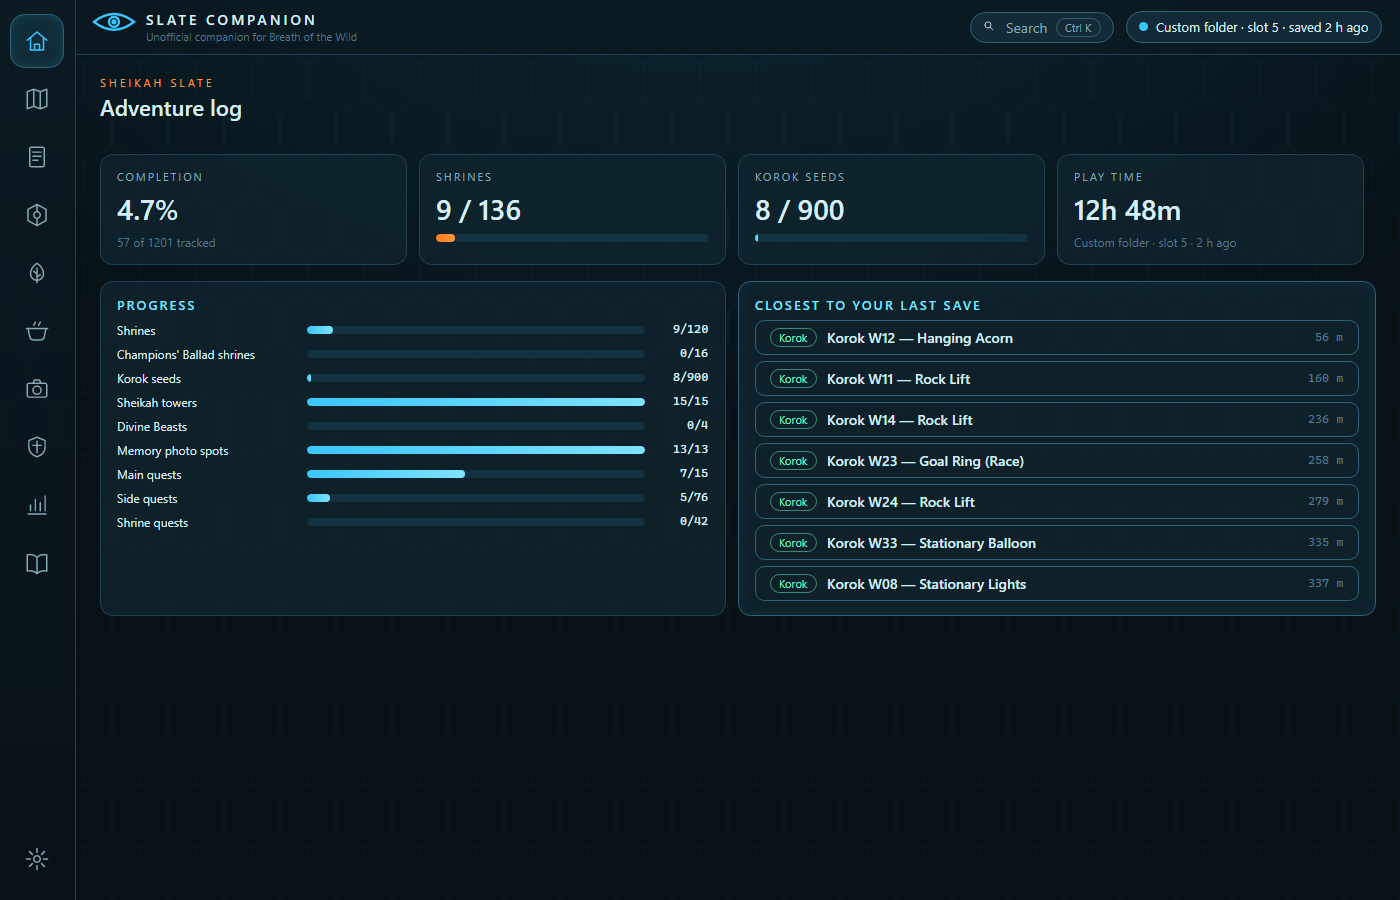 SLATE COMPANION
Unofficial companion for Breath of the Wild
Search Ctrl K
Custom folder · slot 5 · saved 2 h ago
SHEIKAH SLATE
Adventure log
COMPLETION
4.7%
57 of 1201 tracked
SHRINES
9 / 136
KOROK SEEDS
8 / 900
PLAY TIME
12h 48m
Custom folder · slot 5 · 2 h ago
PROGRESS
Shrines 9/120
Champions' Ballad shrines 0/16
Korok seeds 8/900
Sheikah towers 15/15
Divine Beasts 0/4
Memory photo spots 13/13
Main quests 7/15
Side quests 5/76
Shrine quests 0/42
CLOSEST TO YOUR LAST SAVE
Korok Korok W12 — Hanging Acorn 56 m
Korok Korok W11 — Rock Lift 160 m
Korok Korok W14 — Rock Lift 236 m
Korok Korok W23 — Goal Ring (Race) 258 m
Korok Korok W24 — Rock Lift 279 m
Korok Korok W33 — Stationary Balloon 335 m
Korok Korok W08 — Stationary Lights 337 m